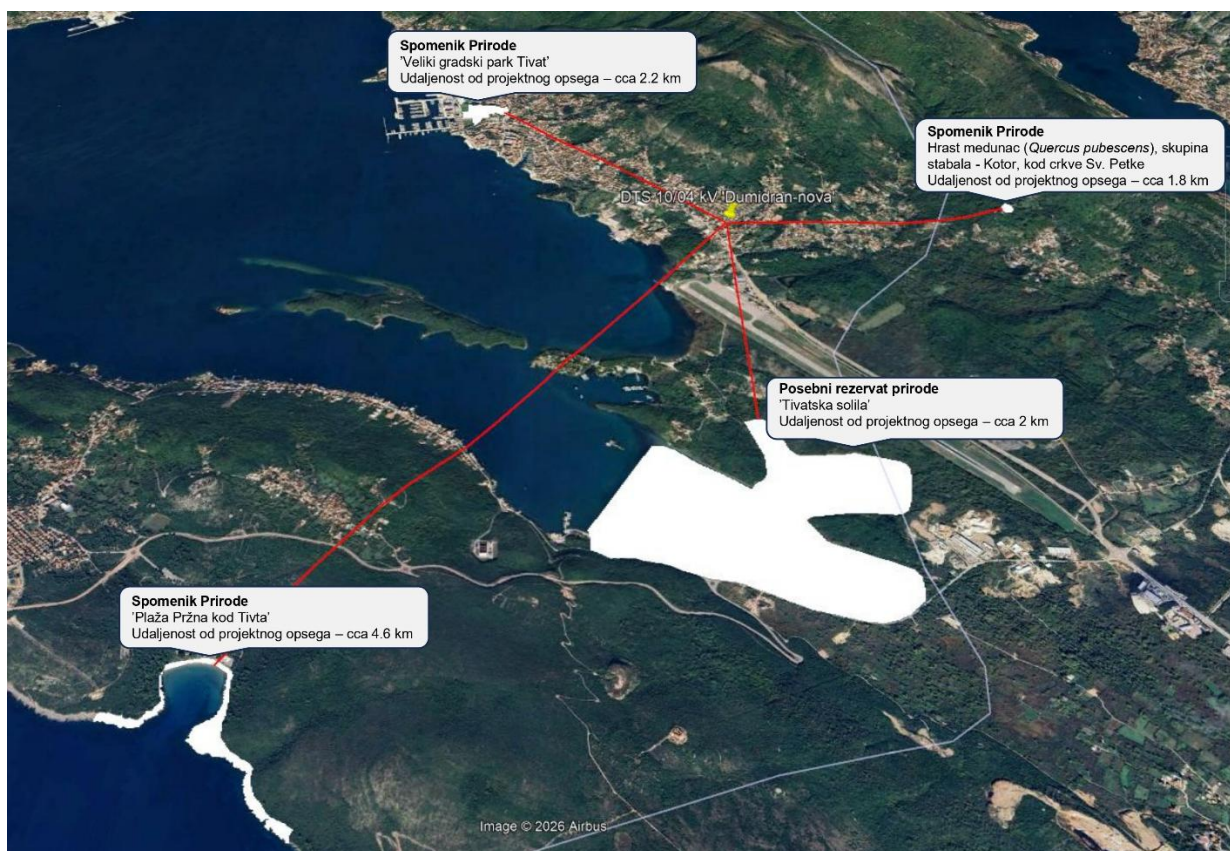 Spomenik Prirode
'Veliki gradski park Tivat'
Udaljenost od projektnog opsega – cca 2.2 km
Spomenik Prirode
Hrast medunac (Quercus pubescens), skupina
stabala - Kotor, kod crkve Sv. Petke
Udaljenost od projektnog opsega – cca 1.8 km
DTS 10/04 kV Dumidran-nova
Posebni rezervat prirode
'Tivatska solila'
Udaljenost od projektnog opsega – cca 2 km
Spomenik Prirode
'Plaža Pržna kod Tivta'
Udaljenost od projektnog opsega – cca 4.6 km
Image © 2026 Airbus